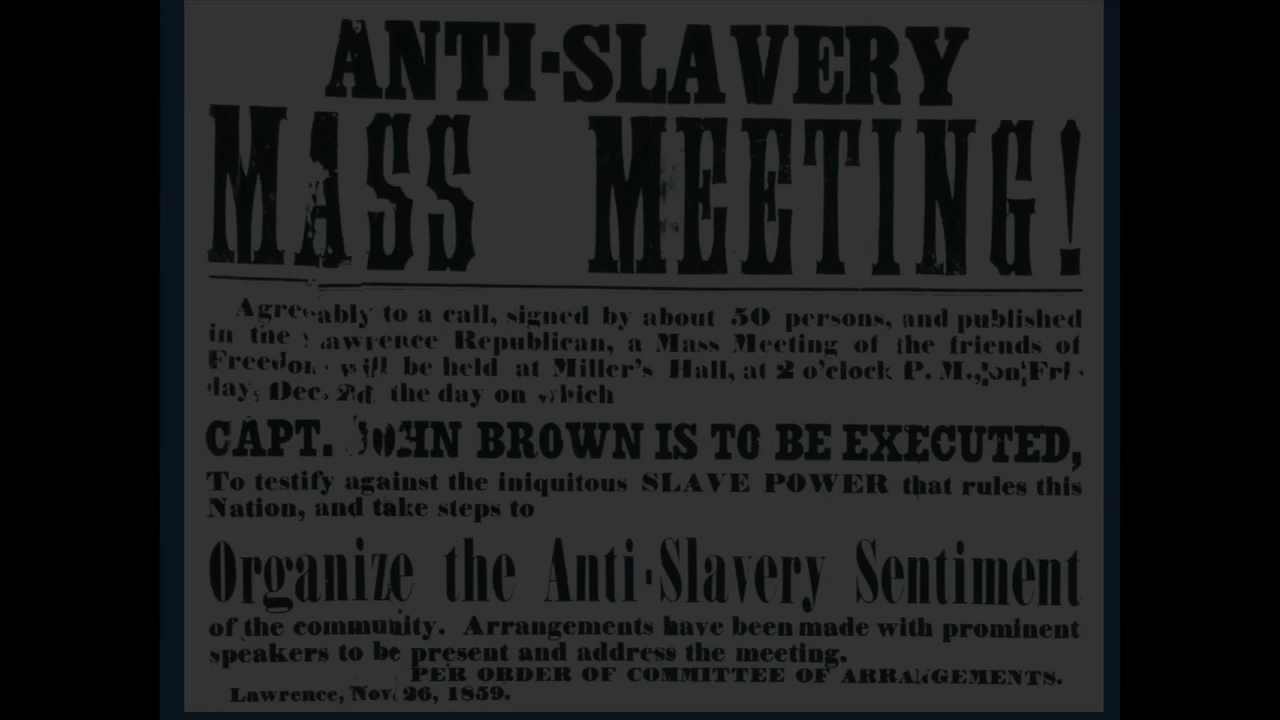 ANTI-SLAVERY
MASS MEETING!
Agreeably to a call, signed by about 50 persons, and published
in the Lawrence Republican, a Mass Meeting of the friends of
Freedom will be held at Miller's Hall, at 2 o'clock P. M., on Fri-
day, Dec. 2d, the day on which
CAPT. JOHN BROWN IS TO BE EXECUTED,
To testify against the iniquitous SLAVE POWER that rules this
Nation, and take steps to
Organize the Anti-Slavery Sentiment
of the community. Arrangements have been made with prominent
speakers to be present and address the meeting.
PER ORDER OF COMMITTEE OF ARRANGEMENTS.
Lawrence, Nov. 26, 1859.